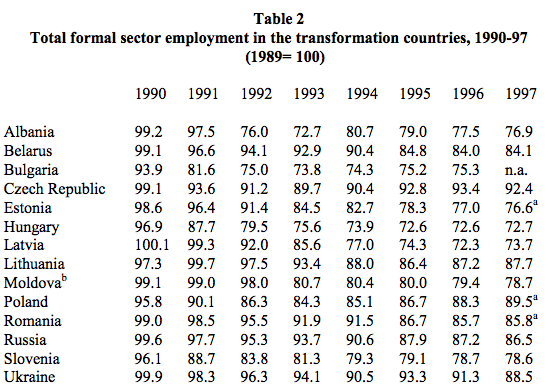 Table 2
Total formal sector employment in the transformation countries, 1990-97
(1989= 100)
1990 1991 1992 1993 1994 1995 1996 1997
Albania 99.2 97.5 76.0 72.7 80.7 79.0 77.5 76.9
Belarus 99.1 96.6 94.1 92.9 90.4 84.8 84.0 84.1
Bulgaria 93.9 81.6 75.0 73.8 74.3 75.2 75.3 n.a.
Czech Republic 99.1 93.6 91.2 89.7 90.4 92.8 93.4 92.4
Estonia 98.6 96.4 91.4 84.5 82.7 78.3 77.0 76.6ᵃ
Hungary 96.9 87.7 79.5 75.6 73.9 72.6 72.6 72.7
Latvia 100.1 99.3 92.0 85.6 77.0 74.3 72.3 73.7
Lithuania 97.3 99.7 97.5 93.4 88.0 86.4 87.2 87.7
Moldovaᵇ 99.1 99.0 98.0 80.7 80.4 80.0 79.4 78.7
Poland 95.8 90.1 86.3 84.3 85.1 86.7 88.3 89.5ᵃ
Romania 99.0 98.5 95.5 91.9 91.5 86.7 85.7 85.8ᵃ
Russia 99.6 97.7 95.3 93.7 90.6 87.9 87.2 86.5
Slovenia 96.1 88.7 83.8 81.3 79.3 79.1 78.7 78.6
Ukraine 99.9 98.3 96.3 94.1 90.5 93.3 91.3 88.5